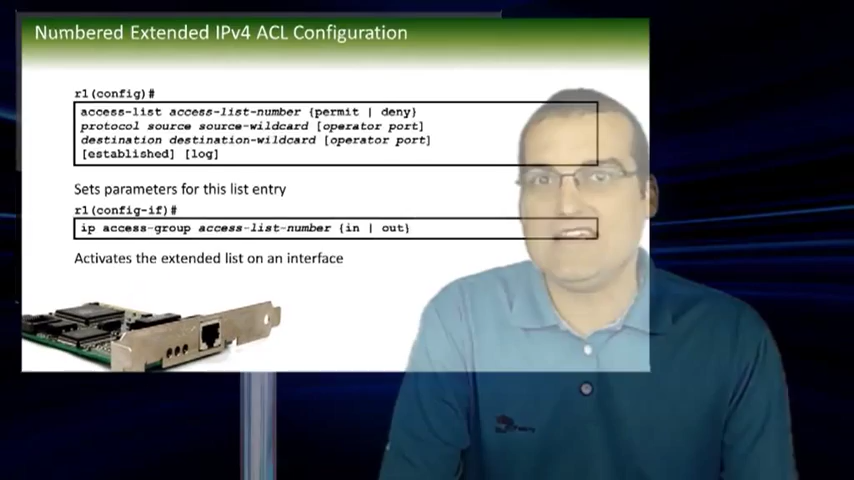 Numbered Extended IPv4 ACL Configuration
r1(config)#
access-list access-list-number {permit | deny}
protocol source source-wildcard [operator port]
destination destination-wildcard [operator port]
[established] [log]
Sets parameters for this list entry
r1(config-if)#
ip access-group access-list-number {in | out}
Activates the extended list on an interface